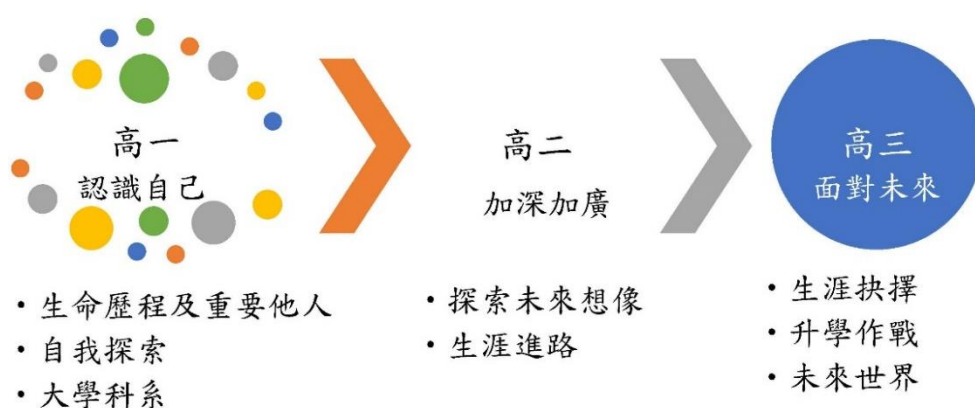 高一
認識自己
・生命歷程及重要他人
・自我探索
・大學科系
高二
加深加廣
・探索未來想像
・生涯進路
高三
面對未來
・生涯抉擇
・升學作戰
・未來世界